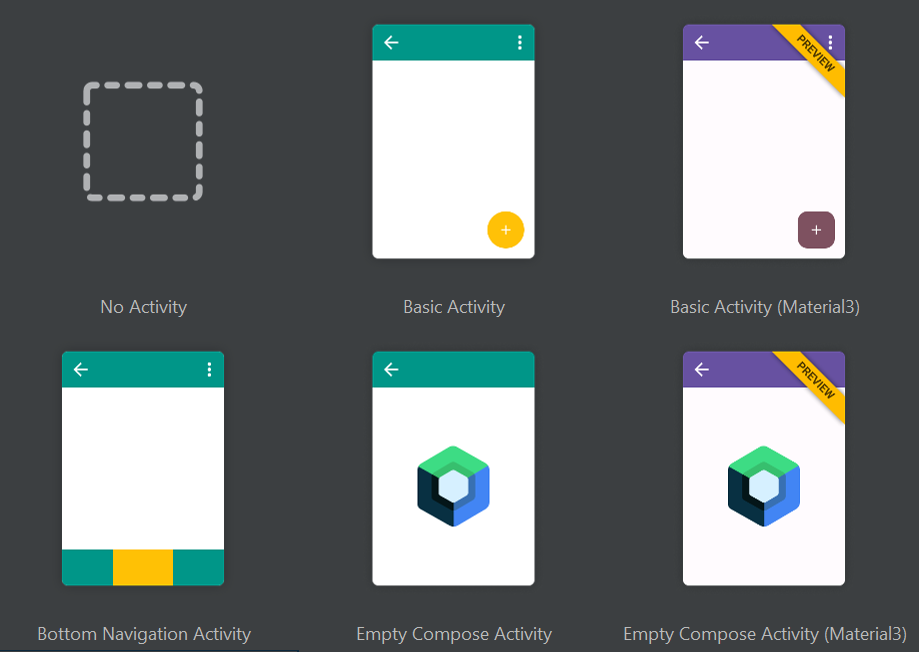 PREVIEW
No Activity
Basic Activity
Basic Activity (Material3)
PREVIEW
Bottom Navigation Activity
Empty Compose Activity
Empty Compose Activity (Material3)